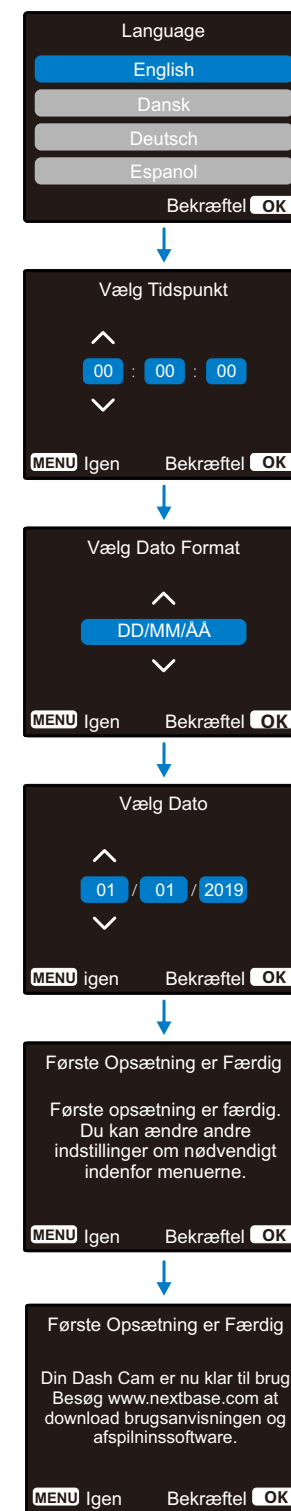 Language
English
Dansk
Deutsch
Espanol
Bekræftel OK
Vælg Tidspunkt
00 : 00 : 00
MENU Igen Bekræftel OK
Vælg Dato Format
DD/MM/ÅÅ
MENU Igen Bekræftel OK
Vælg Dato
01 / 01 / 2019
MENU igen Bekræftel OK
Første Opsætning er Færdig
Første opsætning er færdig.
Du kan ændre andre
indstillinger om nødvendigt
indenfor menuerne.
MENU Igen Bekræftel OK
Første Opsætning er Færdig
Din Dash Cam er nu klar til brug
Besøg www.nextbase.com at
download brugsanvisningen og
afspilninssoftware.
MENU Igen Bekræftel OK